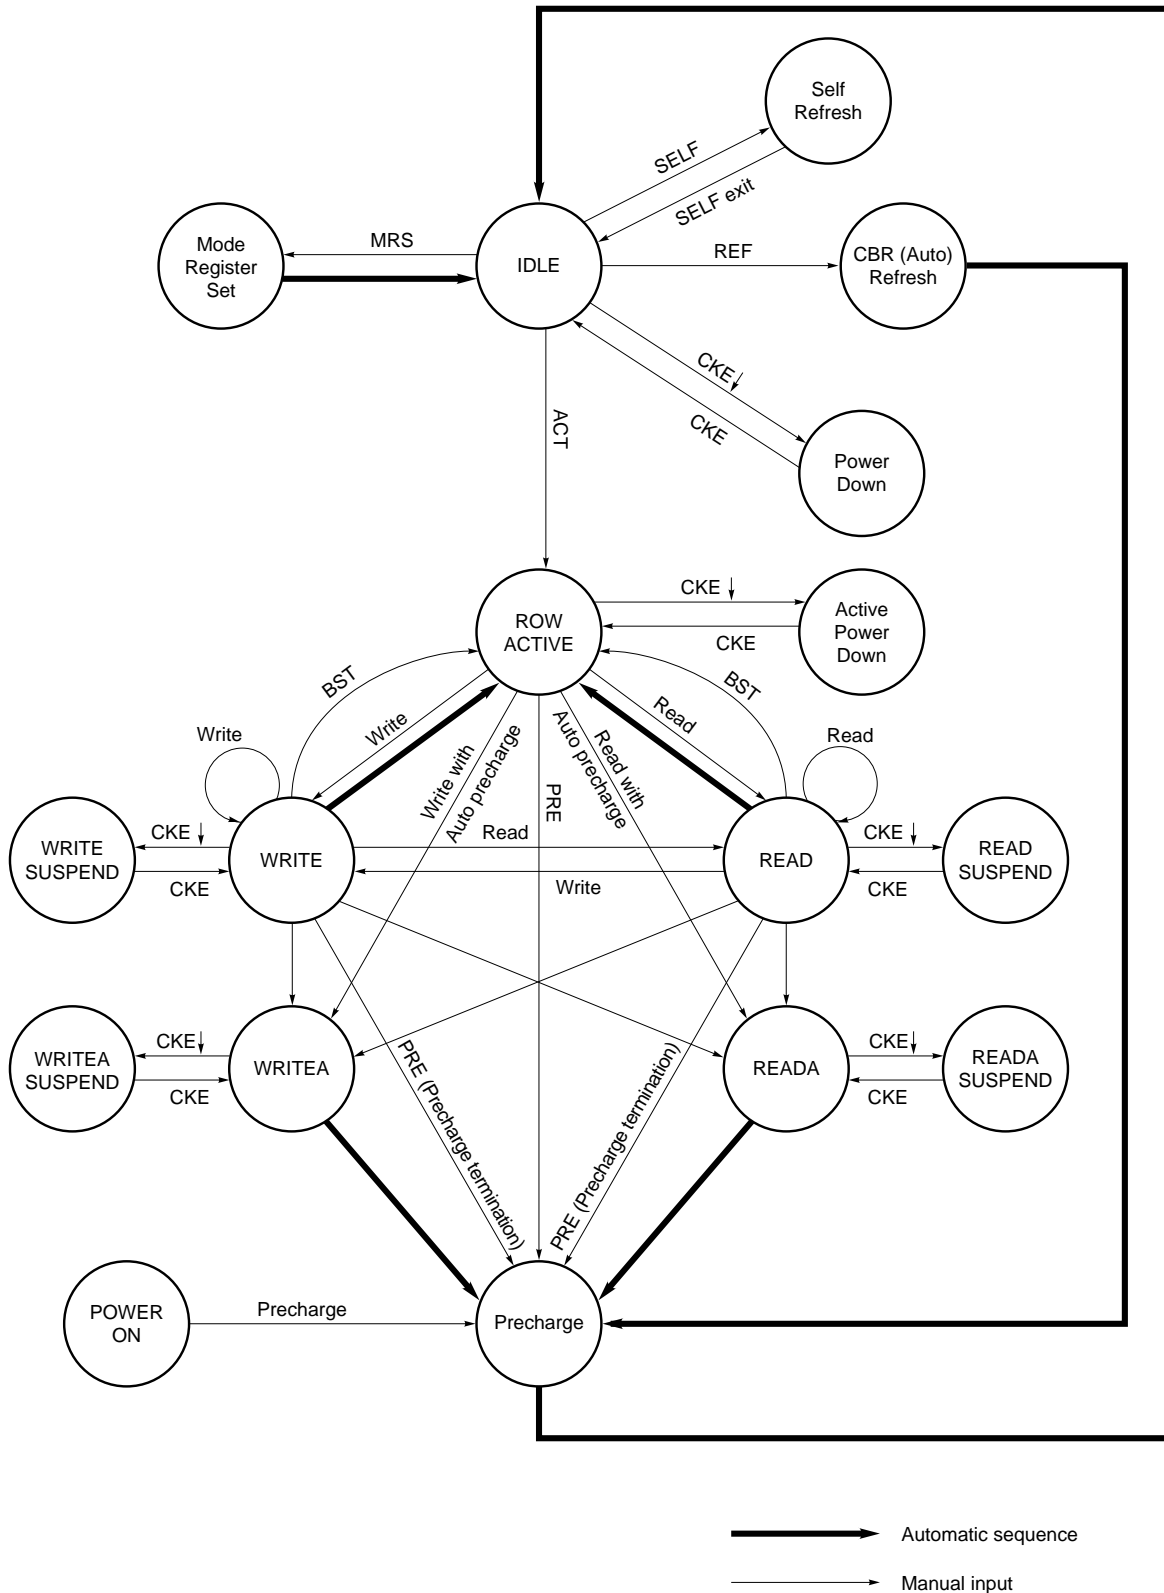 Self
Refresh
SELF
SELF exit
Mode
Register
Set
MRS
IDLE
REF
CBR (Auto)
Refresh
CKE
CKE
ACT
Power
Down
ROW
ACTIVE
CKE
CKE
Active
Power
Down
BST
BST
Write
Read
Write
Read
Write with
Auto precharge
PRE
Read with
Auto precharge
WRITE
SUSPEND
CKE
CKE
WRITE
Read
Write
READ
CKE
CKE
READ
SUSPEND
WRITEA
SUSPEND
CKE
CKE
WRITEA
PRE (Precharge termination)
PRE (Precharge termination)
READA
CKE
CKE
READA
SUSPEND
POWER
ON
Precharge
Precharge
Automatic sequence
Manual input